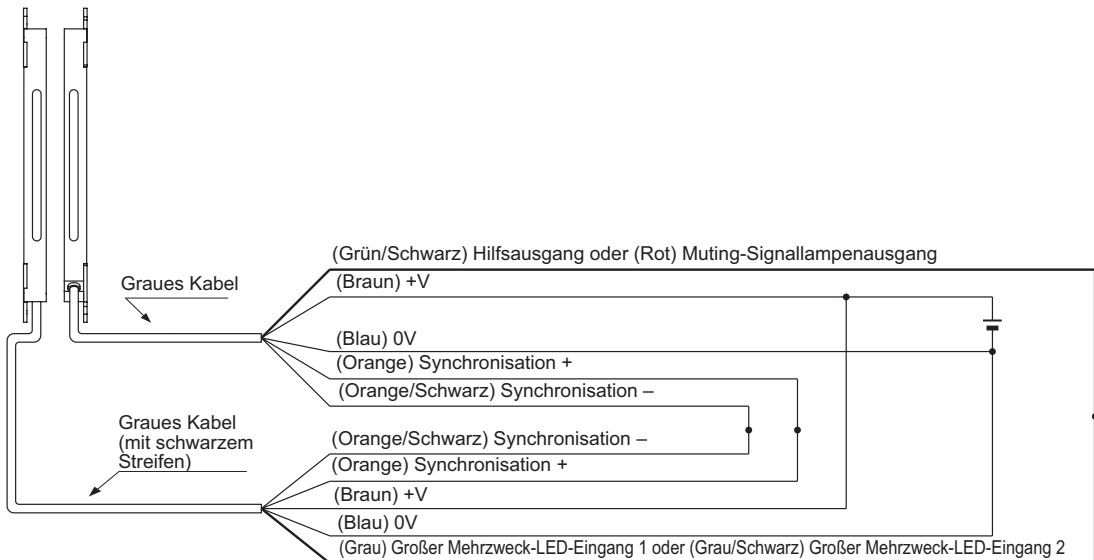 (Grün/Schwarz) Hilfsausgang oder (Rot) Muting-Signallampenausgang
Graues Kabel
(Braun) +V
(Blau) 0V
(Orange) Synchronisation +
(Orange/Schwarz) Synchronisation –
Graues Kabel
(mit schwarzem
Streifen)
(Orange/Schwarz) Synchronisation –
(Orange) Synchronisation +
(Braun) +V
(Blau) 0V
(Grau) Großer Mehrzweck-LED-Eingang 1 oder (Grau/Schwarz) Großer Mehrzweck-LED-Eingang 2